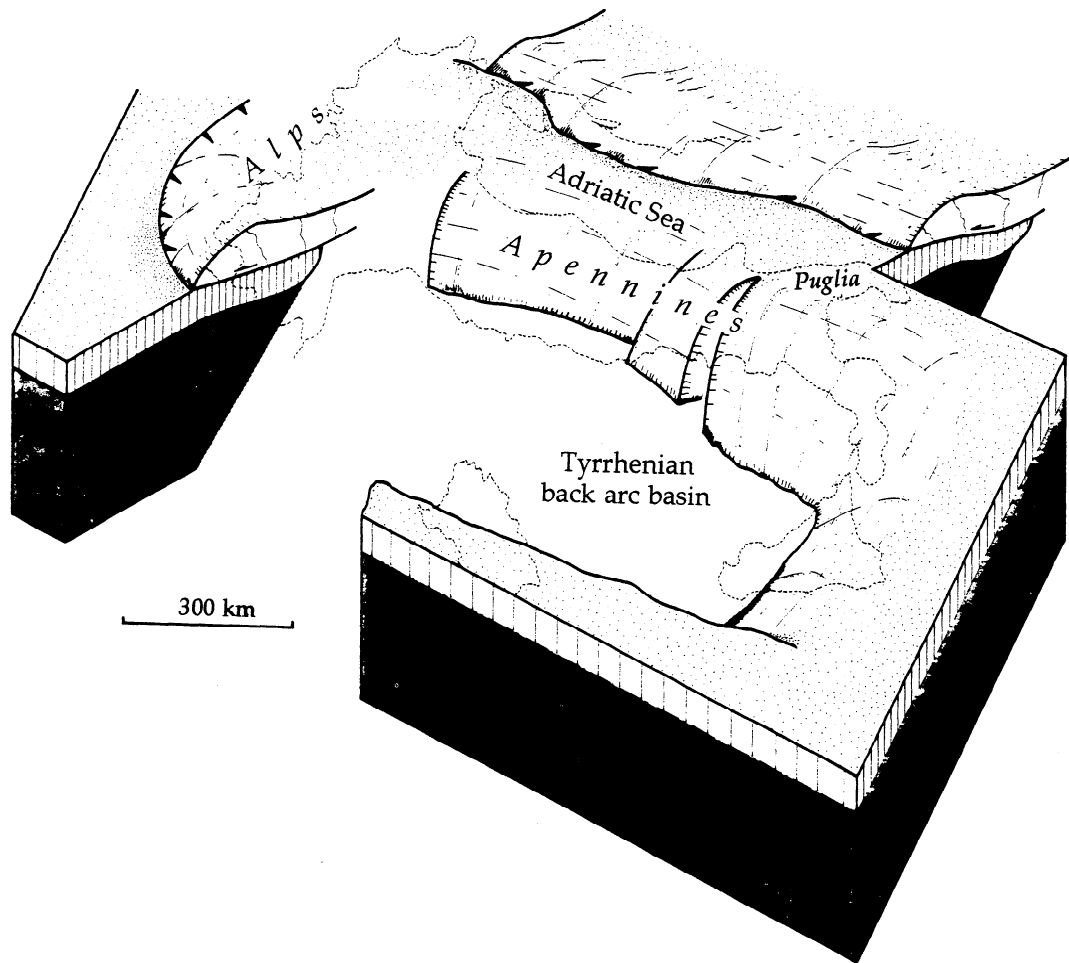 Alps
Adriatic Sea
Apennines
Puglia
Tyrrhenian
back arc basin
300 km